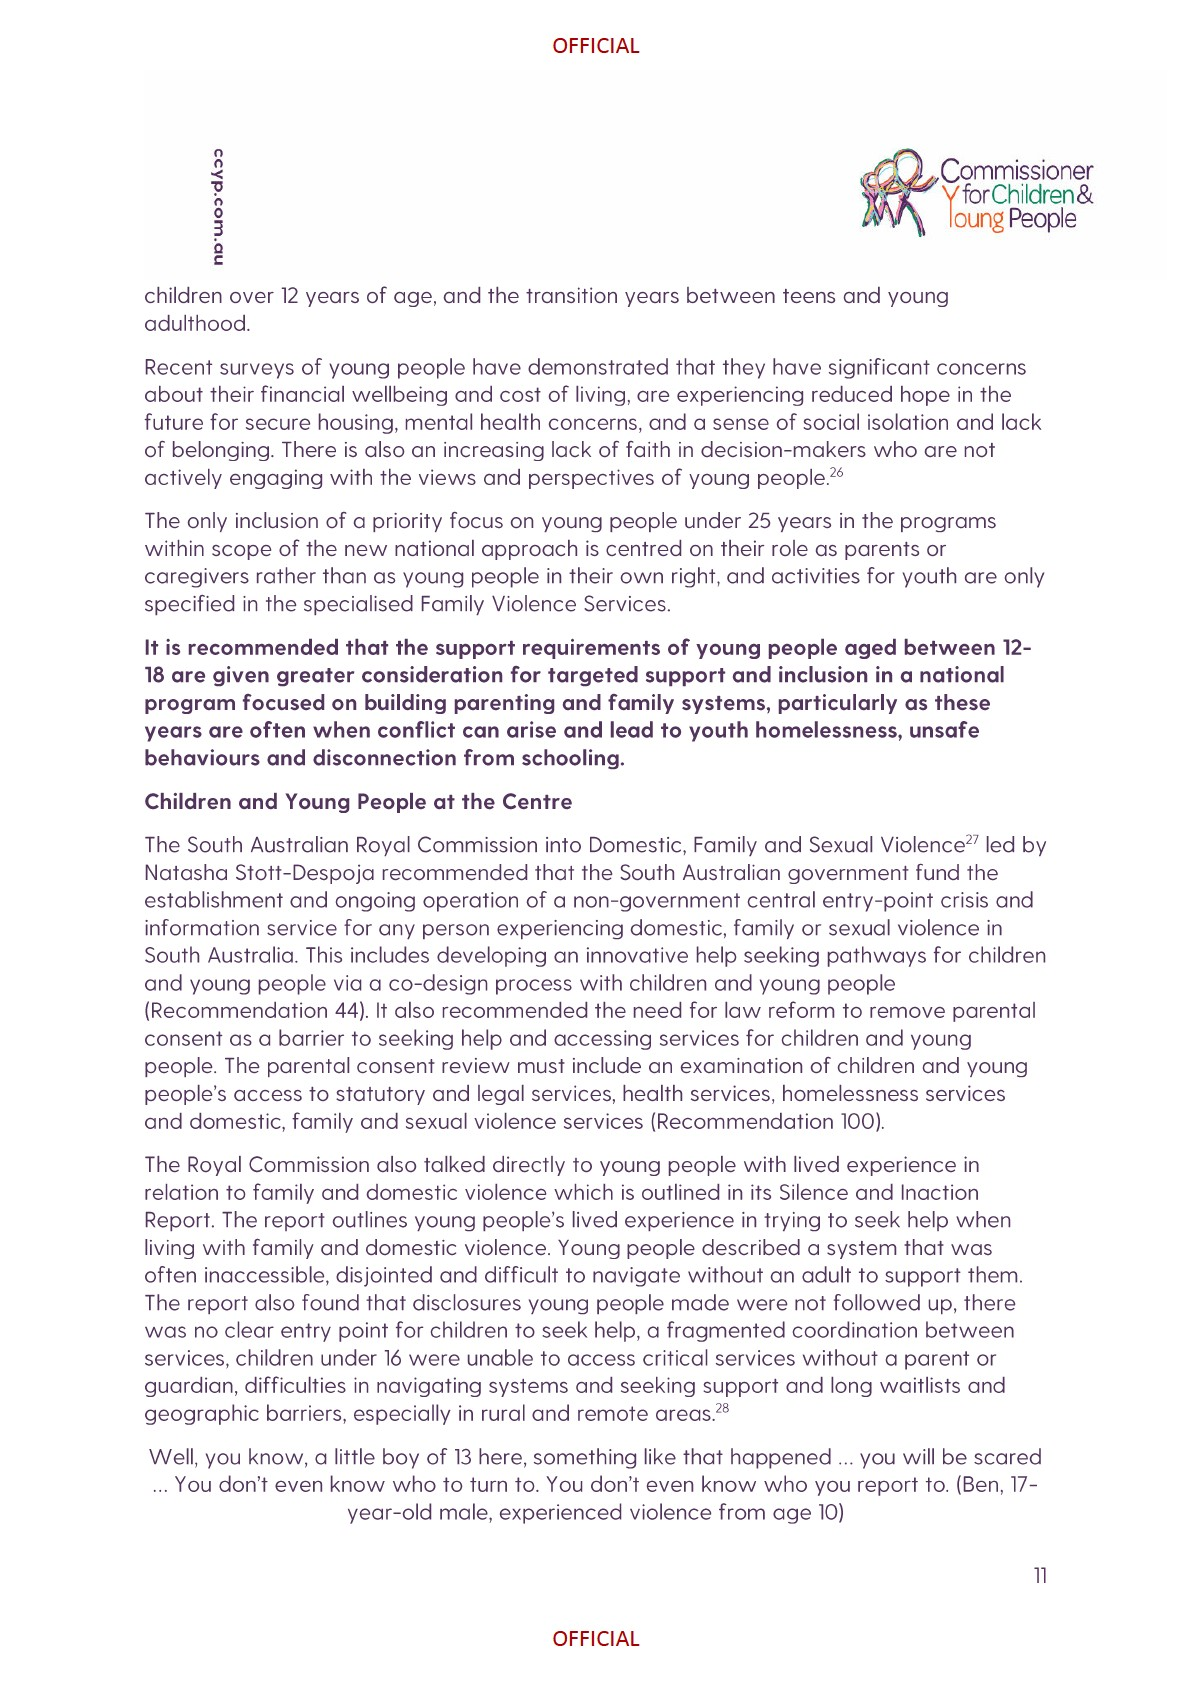 OFFICIAL
ccyp.com.au
Commissioner
for Children &
Young People
children over 12 years of age, and the transition years between teens and young
adulthood.
Recent surveys of young people have demonstrated that they have significant concerns
about their financial wellbeing and cost of living, are experiencing reduced hope in the
future for secure housing, mental health concerns, and a sense of social isolation and lack
of belonging. There is also an increasing lack of faith in decision-makers who are not
actively engaging with the views and perspectives of young people.26
The only inclusion of a priority focus on young people under 25 years in the programs
within scope of the new national approach is centred on their role as parents or
caregivers rather than as young people in their own right, and activities for youth are only
specified in the specialised Family Violence Services.
It is recommended that the support requirements of young people aged between 12-
18 are given greater consideration for targeted support and inclusion in a national
program focused on building parenting and family systems, particularly as these
years are often when conflict can arise and lead to youth homelessness, unsafe
behaviours and disconnection from schooling.
Children and Young People at the Centre
The South Australian Royal Commission into Domestic, Family and Sexual Violence27 led by
Natasha Stott-Despoja recommended that the South Australian government fund the
establishment and ongoing operation of a non-government central entry-point crisis and
information service for any person experiencing domestic, family or sexual violence in
South Australia. This includes developing an innovative help seeking pathways for children
and young people via a co-design process with children and young people
(Recommendation 44). It also recommended the need for law reform to remove parental
consent as a barrier to seeking help and accessing services for children and young
people. The parental consent review must include an examination of children and young
people's access to statutory and legal services, health services, homelessness services
and domestic, family and sexual violence services (Recommendation 100).
The Royal Commission also talked directly to young people with lived experience in
relation to family and domestic violence which is outlined in its Silence and Inaction
Report. The report outlines young people's lived experience in trying to seek help when
living with family and domestic violence. Young people described a system that was
often inaccessible, disjointed and difficult to navigate without an adult to support them.
The report also found that disclosures young people made were not followed up, there
was no clear entry point for children to seek help, a fragmented coordination between
services, children under 16 were unable to access critical services without a parent or
guardian, difficulties in navigating systems and seeking support and long waitlists and
geographic barriers, especially in rural and remote areas.28
Well, you know, a little boy of 13 here, something like that happened ... you will be scared
... You don't even know who to turn to. You don't even know who you report to. (Ben, 17-
year-old male, experienced violence from age 10)
11
OFFICIAL